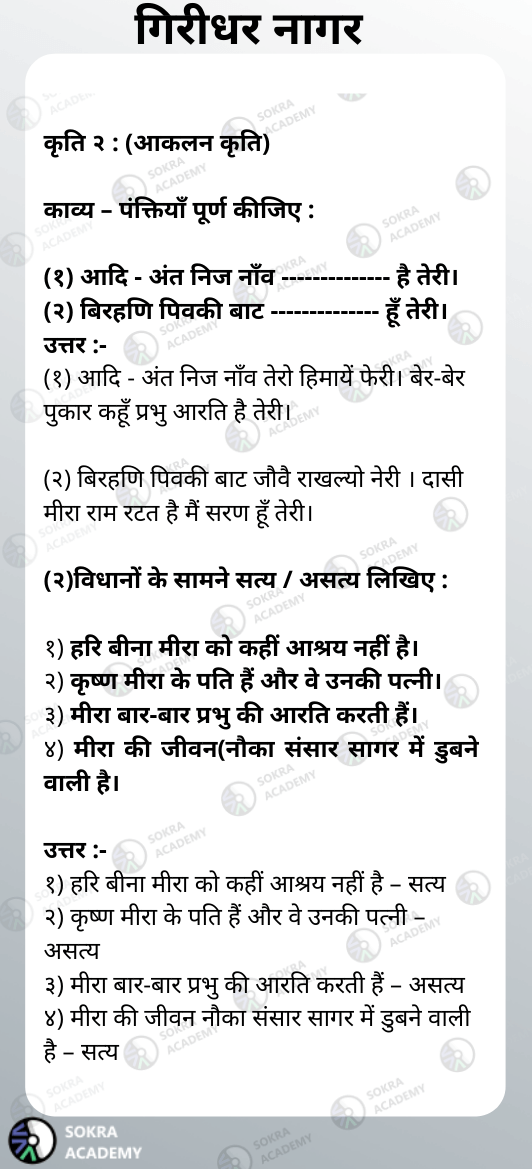 गिरीधर नागर
कृति २ : (आकलन कृति)
काव्य – पंक्तियाँ पूर्ण कीजिए :
(१) आदि - अंत निज नाँव -------------- है तेरी।
(२) बिरहणि पिवकी बाट -------------- हूँ तेरी।
उत्तर :-
(१) आदि - अंत निज नाँव तेरो हिमायें फेरी। बेर-बेर
पुकार कहूँ प्रभु आरति है तेरी।
(२) बिरहणि पिवकी बाट जौवै राखल्यो नेरी । दासी
मीरा राम रटत है मैं सरण हूँ तेरी।
(२)विधानों के सामने सत्य / असत्य लिखिए :
१) हरि बीना मीरा को कहीं आश्रय नहीं है।
२) कृष्ण मीरा के पति हैं और वे उनकी पत्नी।
३) मीरा बार-बार प्रभु की आरति करती हैं।
४) मीरा की जीवन(नौका संसार सागर में डुबने
वाली है।
उत्तर :-
१) हरि बीना मीरा को कहीं आश्रय नहीं है – सत्य
२) कृष्ण मीरा के पति हैं और वे उनकी पत्नी –
असत्य
३) मीरा बार-बार प्रभु की आरति करती हैं – असत्य
४) मीरा की जीवन नौका संसार सागर में डुबने वाली
है – सत्य
SOKRA
ACADEMY